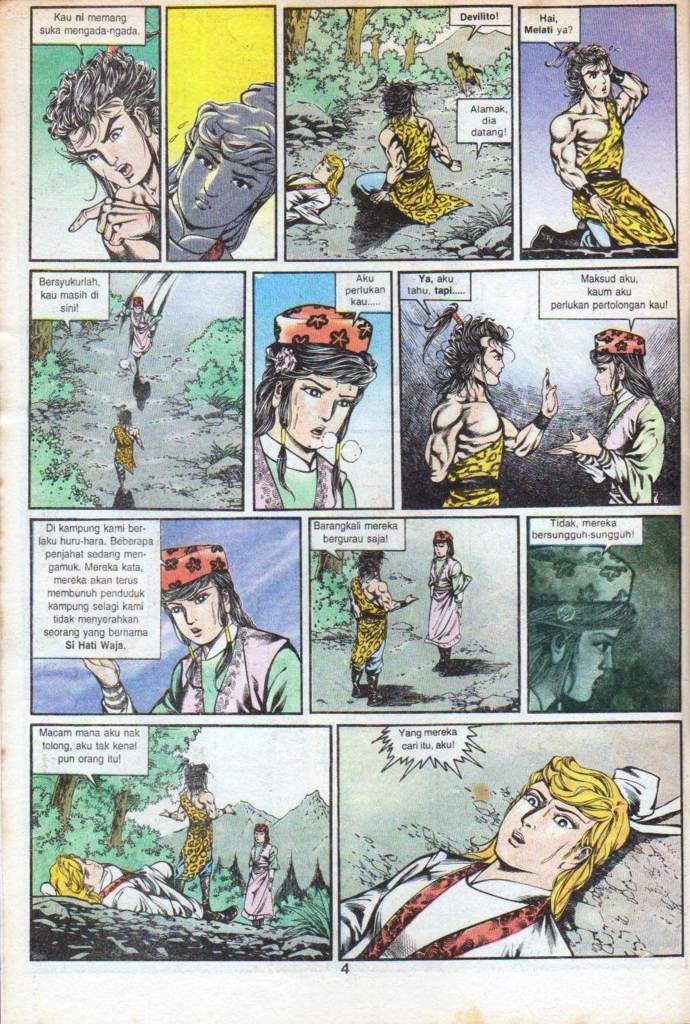 Kau ni memang
suka mengada-ngada.
Devilito!
Alamak,
dia
datang!
Hai,
Melati ya?
Bersyukurlah,
kau masih di
sini!
Aku
perlukan
kau.....
Ya, aku
tahu, tapi.....
Maksud aku,
kaum aku
perlukan pertolongan kau!
Di kampung kami ber-
laku huru-hara. Beberapa
penjahat sedang men-
gamuk. Mereka kata,
mereka akan terus
membunuh penduduk
kampung selagi kami
tidak menyerahkan
seorang yang bernama
Si Hati Waja.
Barangkali mereka
bergurau saja!
Tidak, mereka
bersungguh-sungguh!
Macam mana aku nak
tolong, aku tak kenal
pun orang itu!
Yang mereka
cari itu, aku!
4